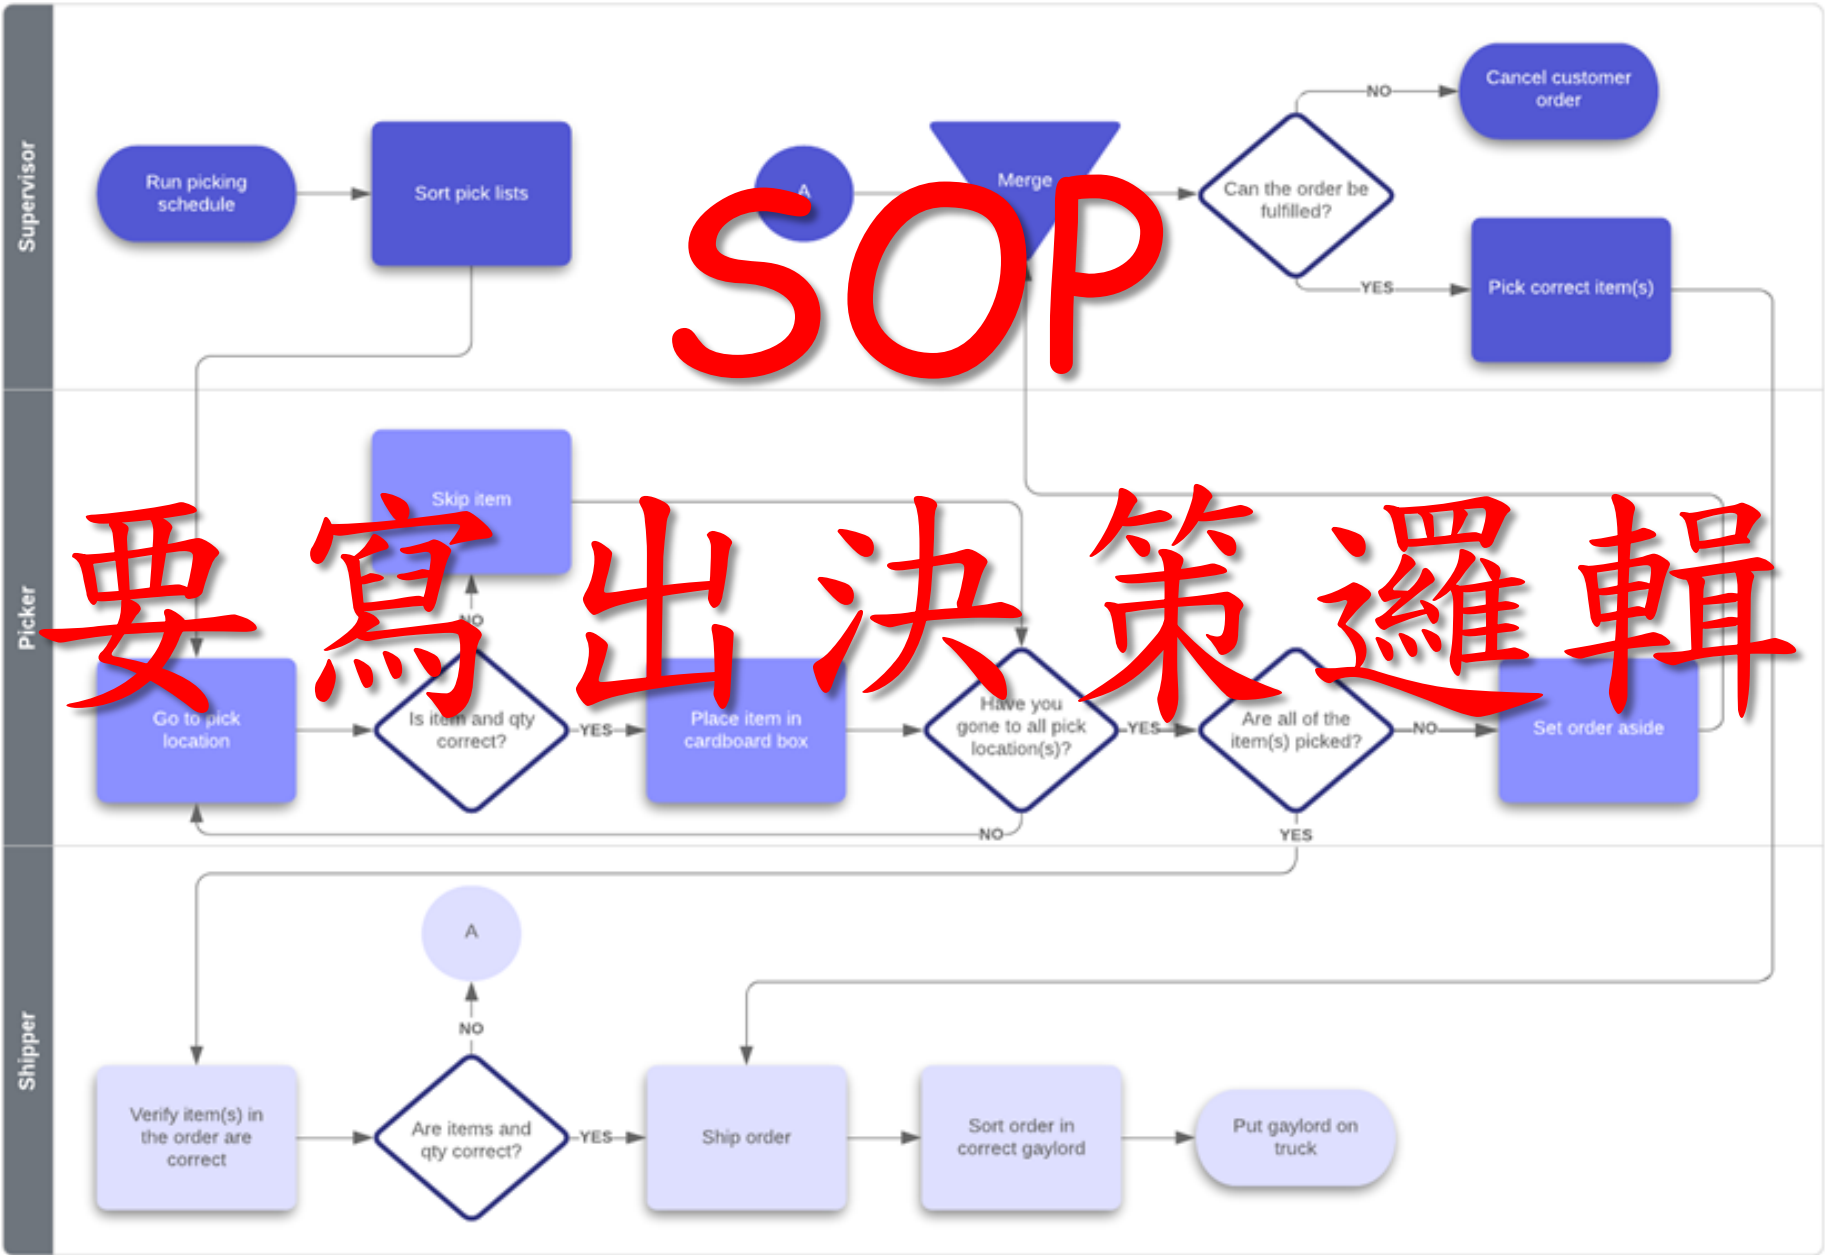 Supervisor
Run picking
schedule
Sort pick lists
A
Merge
Can the order be
fulfilled?
NO
Cancel customer
order
YES
Pick correct item(s)
SOP
Picker
Skip item
要寫出決策邏輯
NO
Go to pick
location
Is item and qty
correct?
YES
Place item in
cardboard box
Have you
gone to all pick
location(s)?
YES
Are all of the
item(s) picked?
NO
Set order aside
NO
YES
Shipper
A
NO
Verify item(s) in
the order are
correct
Are items and
qty correct?
YES
Ship order
Sort order in
correct gaylord
Put gaylord on
truck